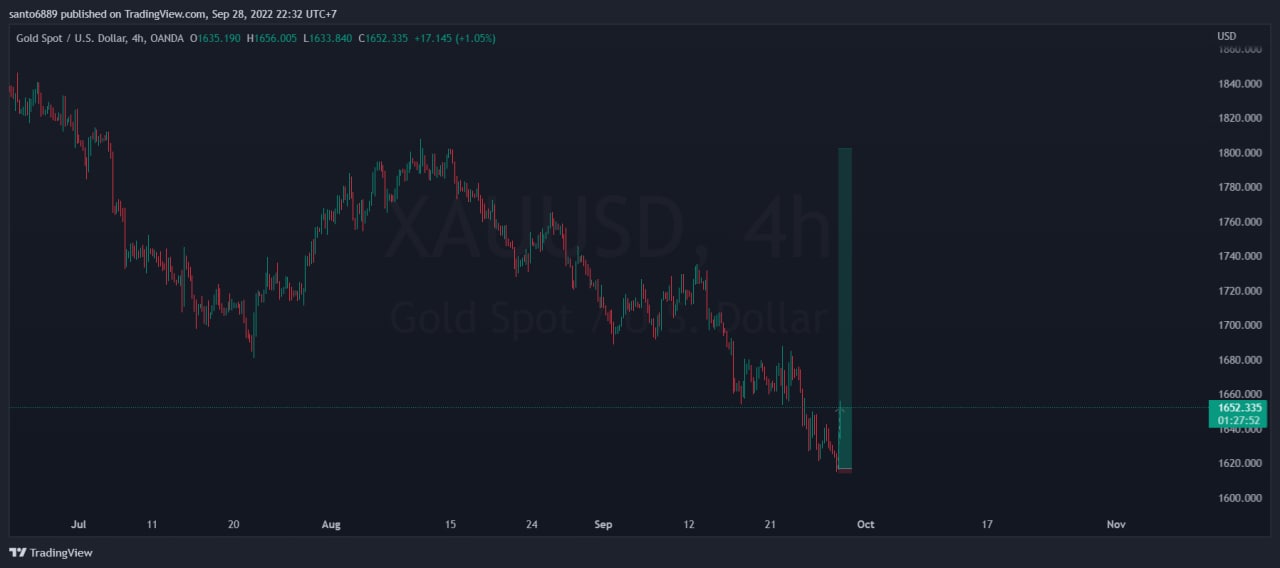 santo6889 published on TradingView.com, Sep 28, 2022 22:32 UTC+7
Gold Spot / U.S. Dollar, 4h, OANDA O1635.190 H1656.005 L1633.840 C1652.335 +17.145 (+1.05%)
USD
1860.000
1840.000
1820.000
1800.000
1780.000
1760.000
1740.000
1720.000
1700.000
1680.000
1660.000
1652.335
01:27:52
1640.000
1620.000
1600.000
XAUUSD, 4h
Gold Spot / U.S. Dollar
Jul 11 20 Aug 15 24 Sep 12 21 Oct 17 Nov
TradingView